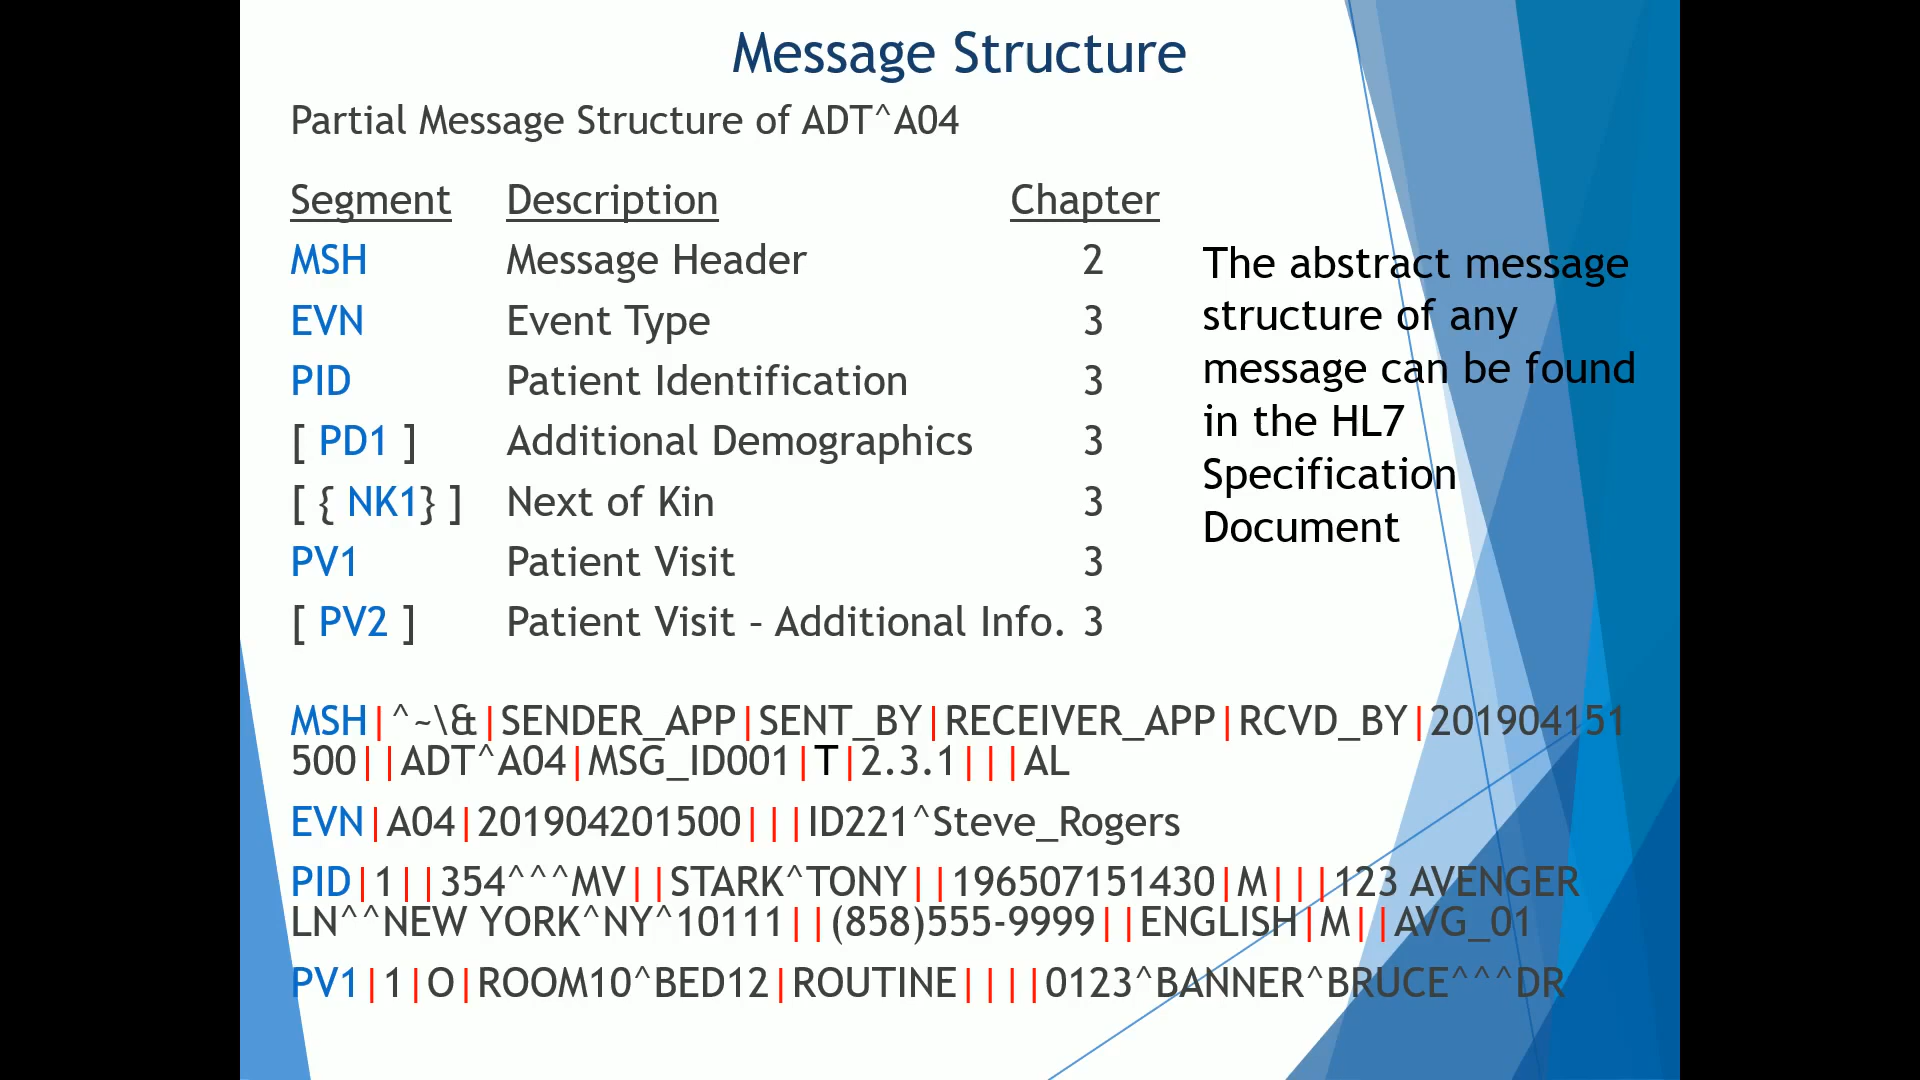 Message Structure
Partial Message Structure of ADT^A04
Segment Description Chapter
MSH Message Header 2
EVN Event Type 3
PID Patient Identification 3
[ PD1 ] Additional Demographics 3
[ { NK1} ] Next of Kin 3
PV1 Patient Visit 3
[ PV2 ] Patient Visit – Additional Info. 3
The abstract message
structure of any
message can be found
in the HL7
Specification
Document
MSH|^~\&|SENDER_APP|SENT_BY|RECEIVER_APP|RCVD_BY|201904151
500||ADT^A04|MSG_ID001|T|2.3.1|||AL
EVN|A04|201904201500|||ID221^Steve_Rogers
PID|1||354^^^MV||STARK^TONY||196507151430|M|||123 AVENGER
LN^^NEW YORK^NY^10111||(858)555-9999||ENGLISH|M||AVG_01
PV1|1|O|ROOM10^BED12|ROUTINE||||0123^BANNER^BRUCE^^^DR